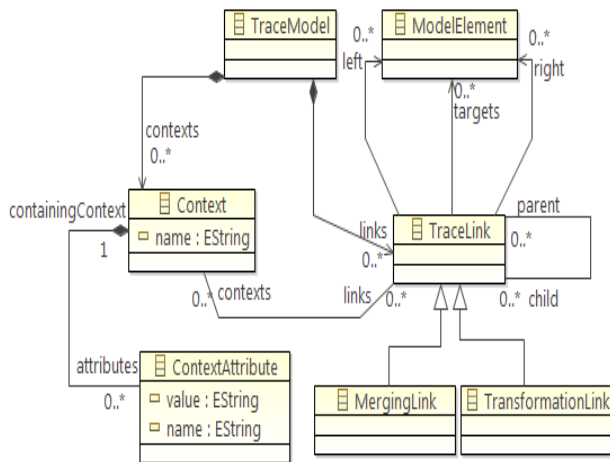 TraceModel
ModelElement
0..*
0..*
left
right
0..*
targets
contexts
0..*
containingContext
1
Context
name : EString
links
0..*
TraceLink
parent
0..*
0..*
contexts
links
0..*
0..*
child
attributes
0..*
ContextAttribute
value : EString
name : EString
MergingLink
TransformationLink